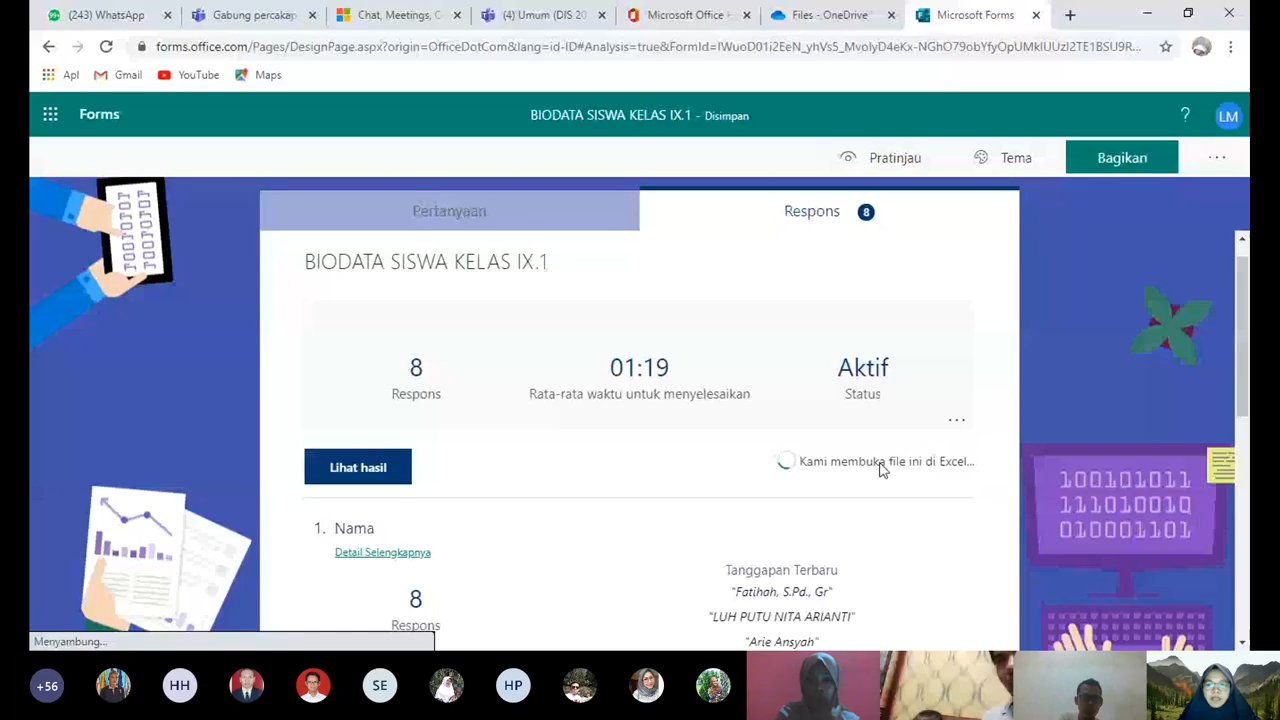 (243) WhatsApp
Gabung percakap
Chat, Meetings, C
(4) Umum (DIS 20
Microsoft Office H
Files - OneDrive
Microsoft Forms
forms.office.com/Pages/DesignPage.aspx?origin=OfficeDotCom&lang=id-ID#Analysis=true&FormId=
Apl
Gmail
YouTube
Maps
Forms
BIODATA SISWA KELAS IX.1 - Disimpan
?
LM
Pratinjau
Tema
Bagikan
...
Pertanyaan
Respons 8
BIODATA SISWA KELAS IX.1
8
Respons
01:19
Rata-rata waktu untuk menyelesaikan
Aktif
Status
...
Lihat hasil
Kami membuka file ini di Excel...
1. Nama
Detail Selengkapnya
8
Respons
Tanggapan Terbaru
"Fatihah, S.Pd., Gr"
"LUH PUTU NITA ARIANTI"
"Arie Ansyah"
100101011
111010010
010001101
Menyambung...
+56
HH
SE
HP